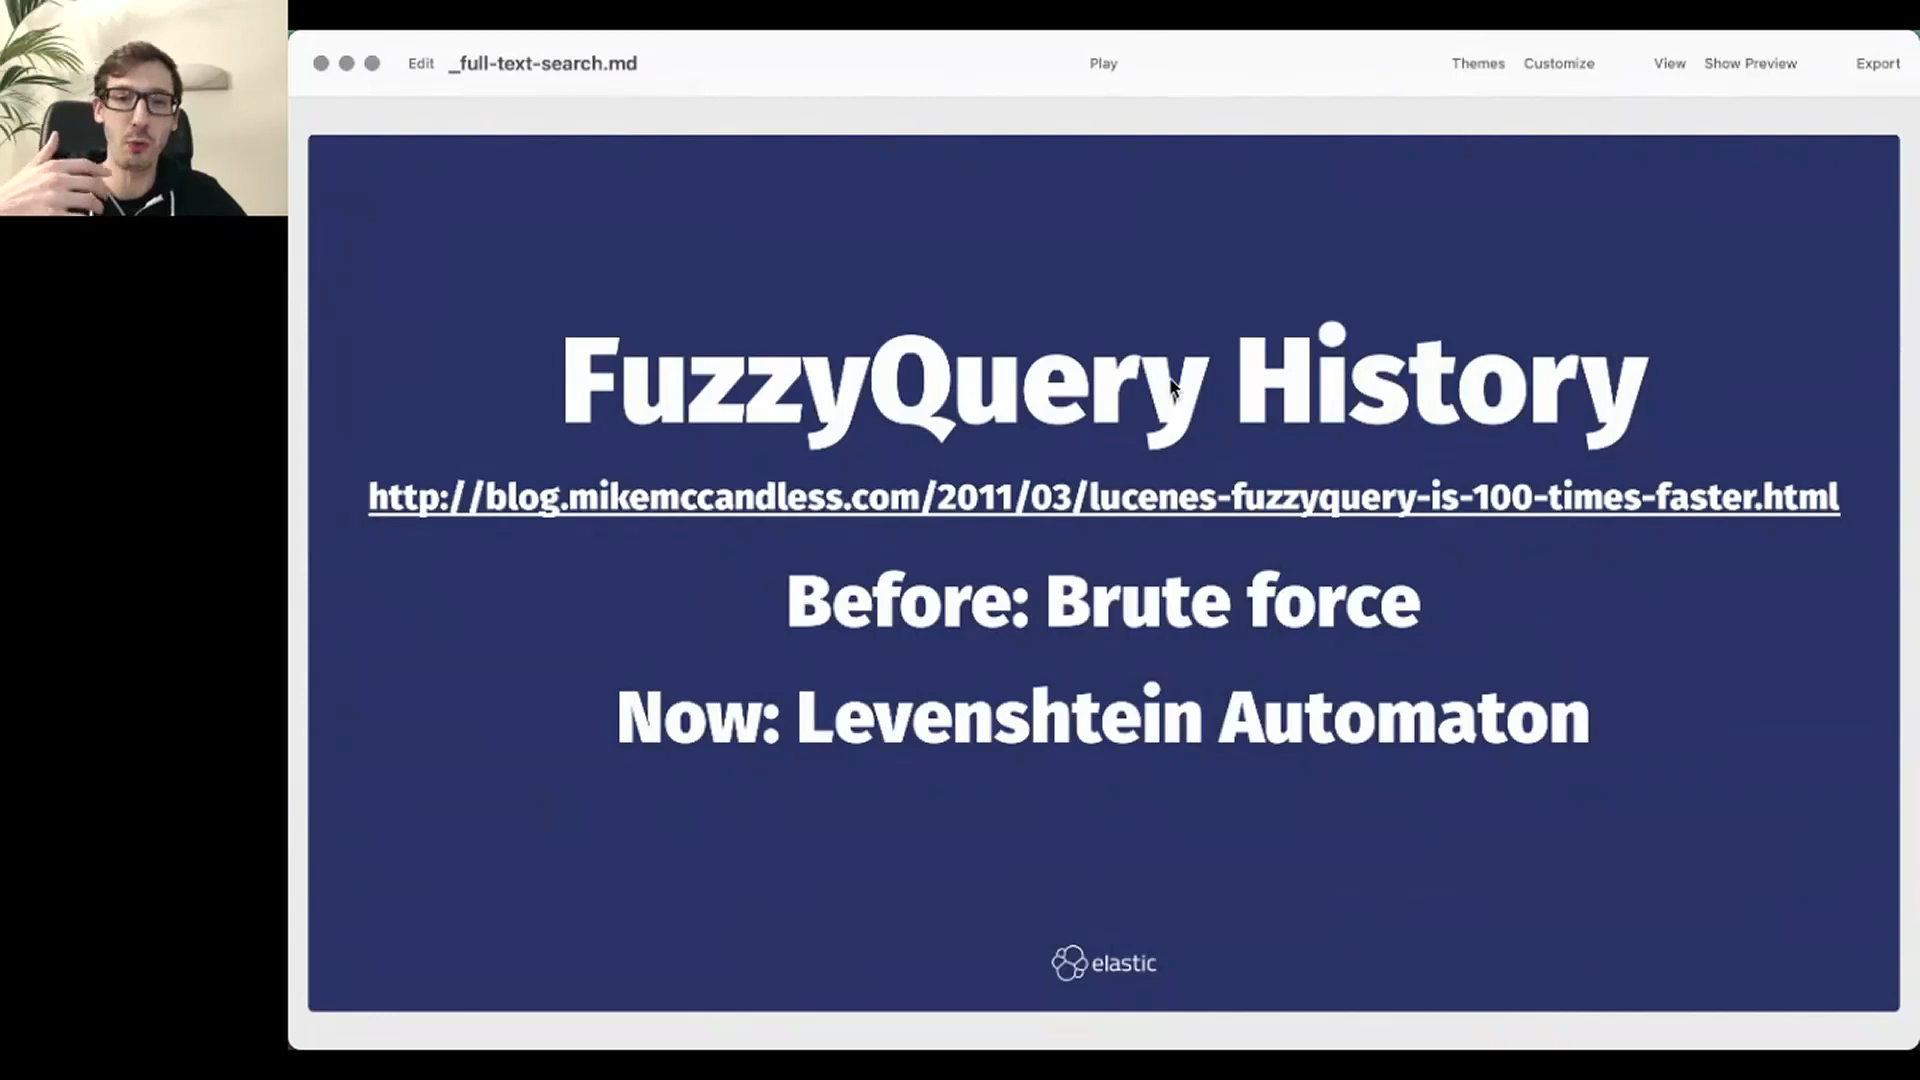 Edit _full-text-search.md Play Themes Customize View Show Preview Export
FuzzyQuery History
http://blog.mikemccandless.com/2011/03/lucenes-fuzzyquery-is-100-times-faster.html
Before: Brute force
Now: Levenshtein Automaton
elastic